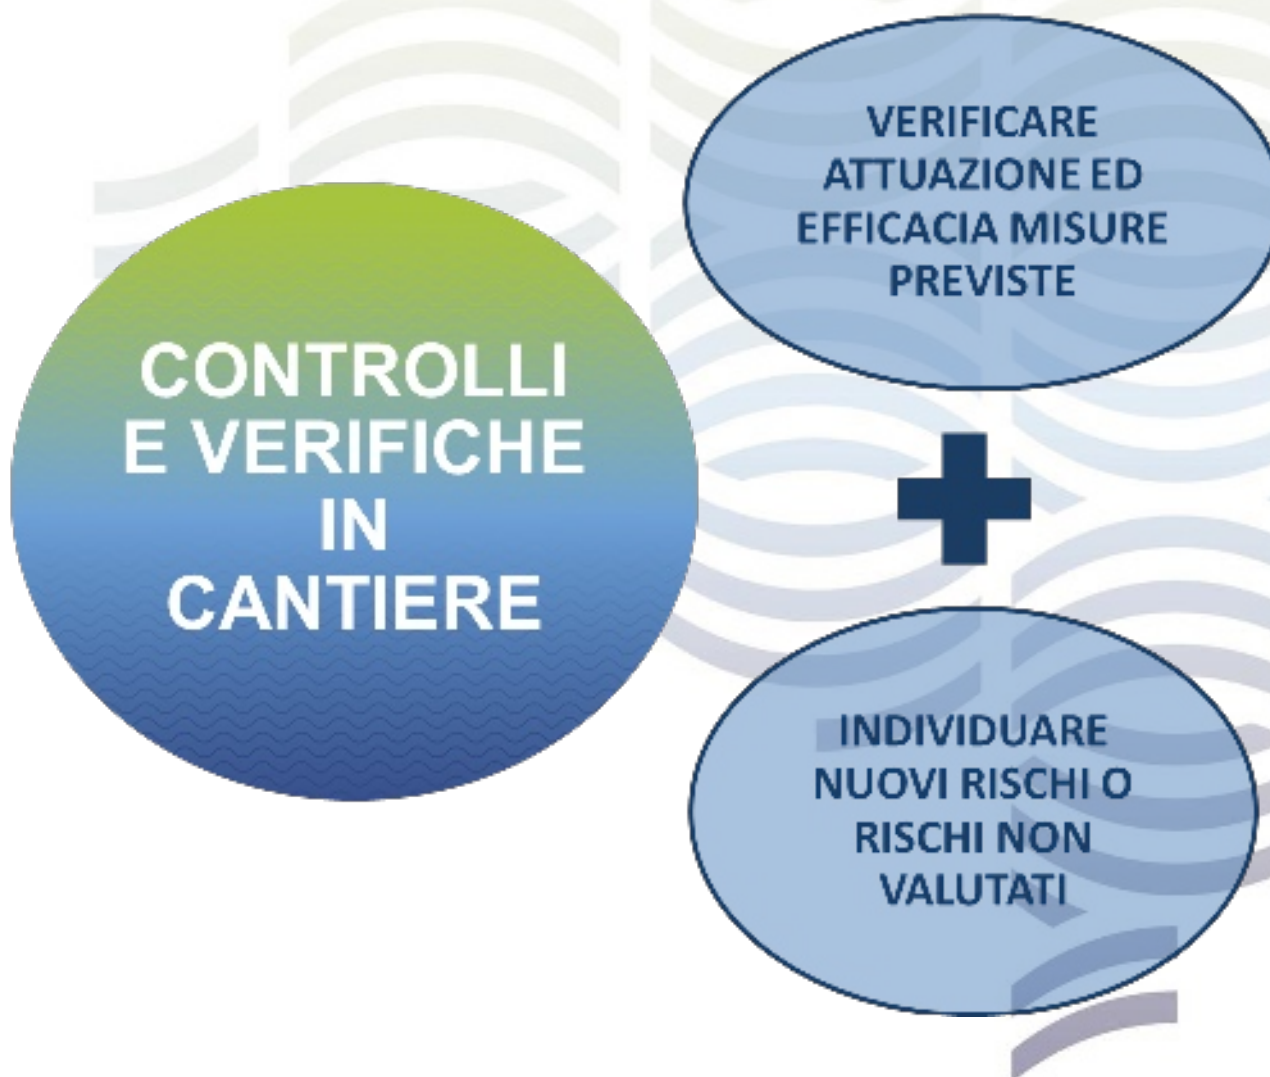 CONTROLLI
E VERIFICHE
IN
CANTIERE
VERIFICARE
ATTUAZIONE ED
EFFICACIA MISURE
PREVISTE
INDIVIDUARE
NUOVI RISCHI O
RISCHI NON
VALUTATI